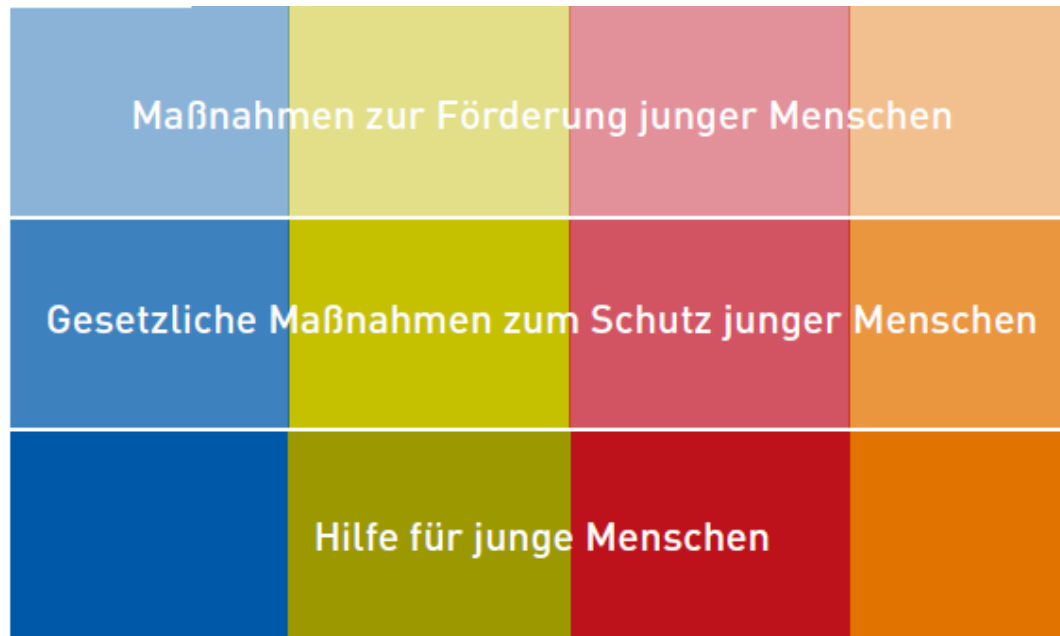 Maßnahmen zur Förderung junger Menschen
Gesetzliche Maßnahmen zum Schutz junger Menschen
Hilfe für junge Menschen